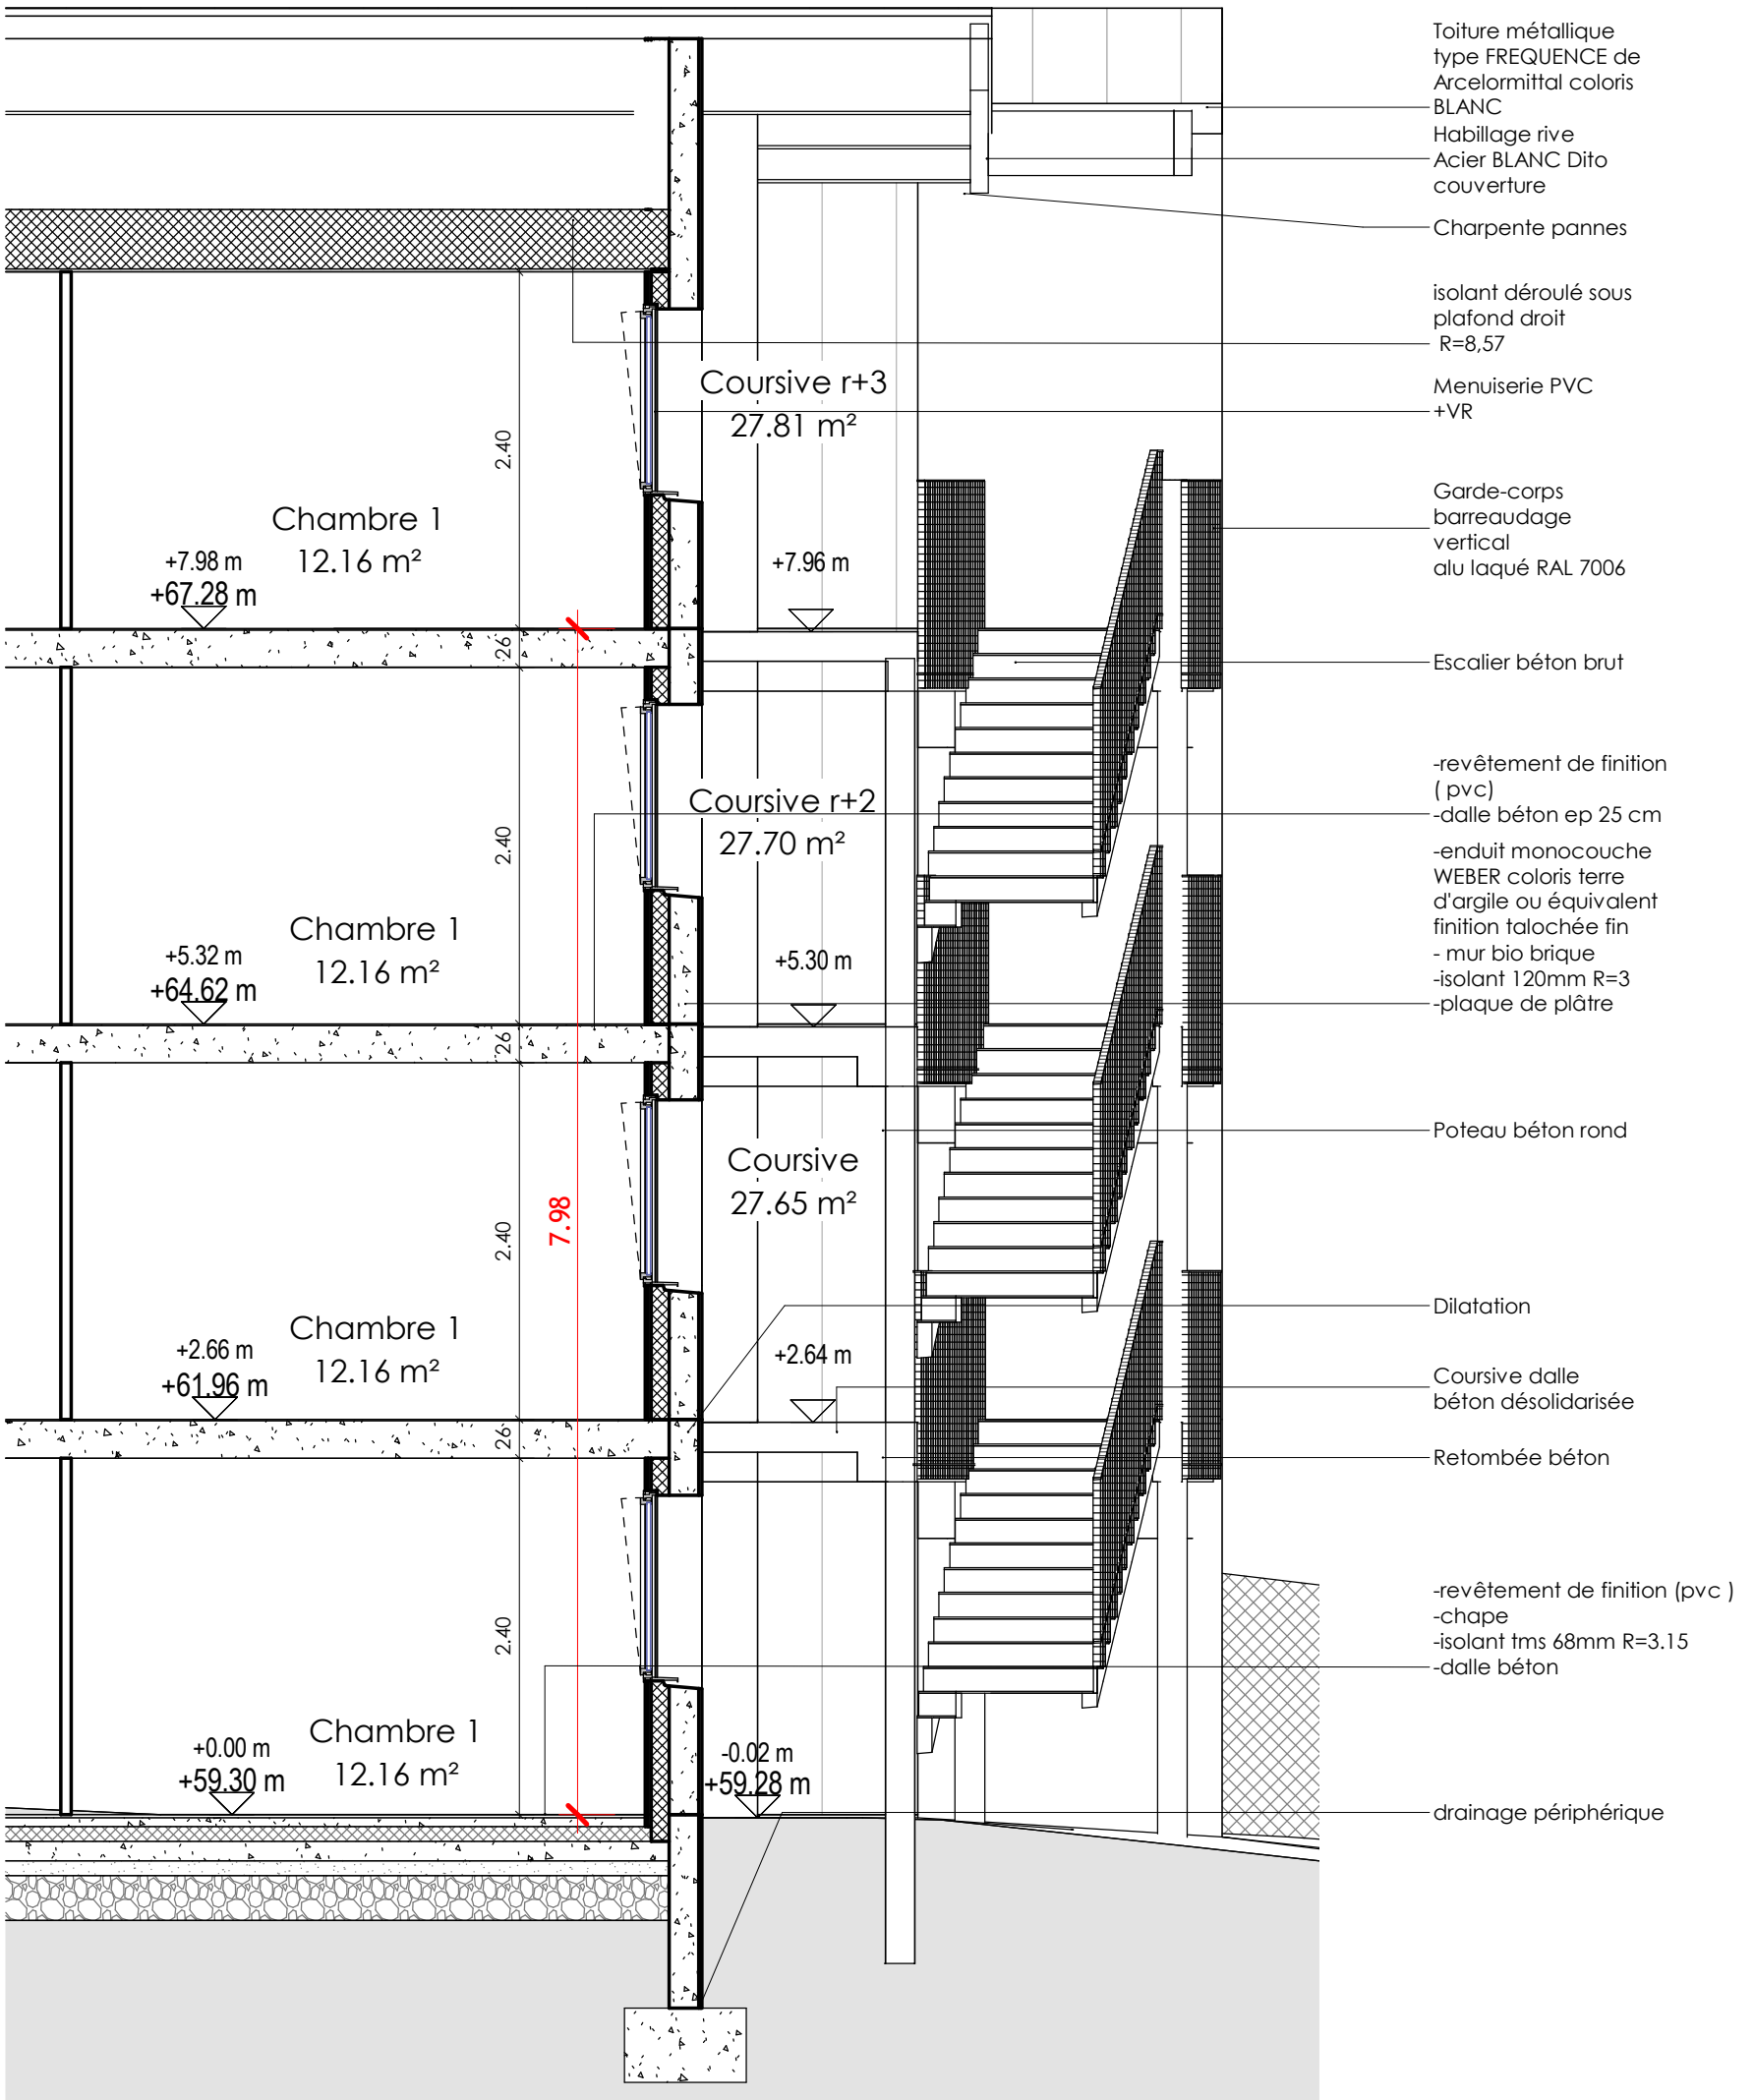 Toiture métallique
type FREQUENCE de
Arcelormittal coloris
BLANC
Habillage rive
Acier BLANC Dito
couverture
Charpente pannes
isolant déroulé sous
plafond droit
R=8,57
Menuiserie PVC
+VR
Garde-corps
barreaudage
vertical
alu laqué RAL 7006
Escalier béton brut
-revêtement de finition
( pvc)
-dalle béton ep 25 cm
-enduit monocouche
WEBER coloris terre
d'argile ou équivalent
finition talochée fin
- mur bio brique
-isolant 120mm R=3
-plaque de plâtre
Poteau béton rond
Dilatation
Coursive dalle
béton désolidarisée
Retombée béton
-revêtement de finition (pvc )
-chape
-isolant tms 68mm R=3.15
-dalle béton
drainage périphérique
Coursive r+3
27.81 m²
2.40
Chambre 1
12.16 m²
+7.98 m
+67.28 m
+7.96 m
26
Coursive r+2
27.70 m²
2.40
Chambre 1
12.16 m²
+5.32 m
+64.62 m
+5.30 m
26
Coursive
27.65 m²
2.40
7.98
Chambre 1
12.16 m²
+2.66 m
+61.96 m
+2.64 m
26
2.40
Chambre 1
12.16 m²
+0.00 m
+59.30 m
-0.02 m
+59.28 m